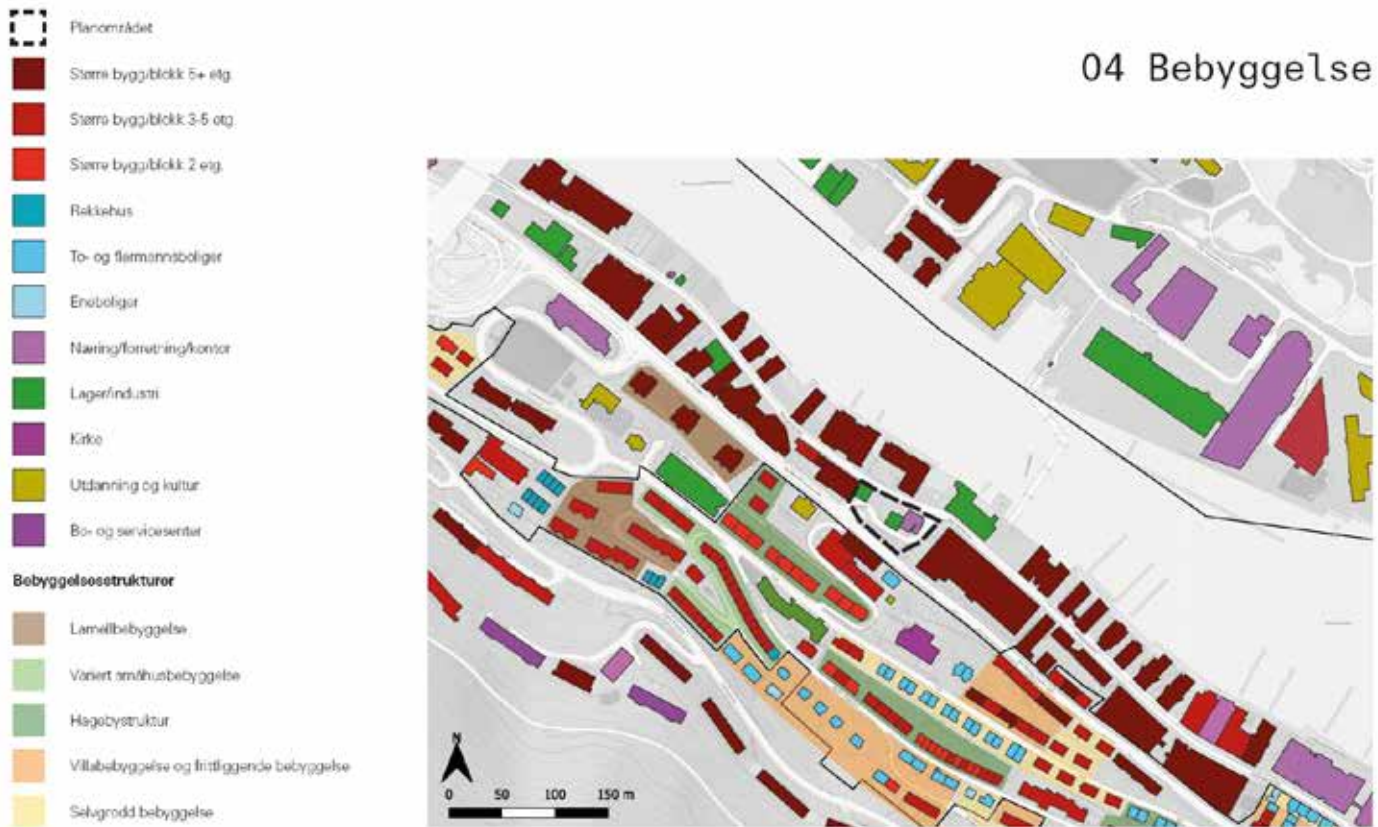 04 Bebyggelse
Planområdet
Større bygg/blokk 5+ etg.
Større bygg/blokk 3-5 etg.
Større bygg/blokk 2 etg.
Rekkehus
To- og flermannsboliger
Eneboliger
Næring/forretning/kontor
Lager/industri
Kirke
Utdanning og kultur
Bo- og servicesenter
Bebyggelsesstrukturer
Lamellbebyggelse
Variert småhusbebyggelse
Hagebystruktur
Villabebyggelse og frittliggende bebyggelse
Selvgrodd bebyggelse
N
0 50 100 150 m